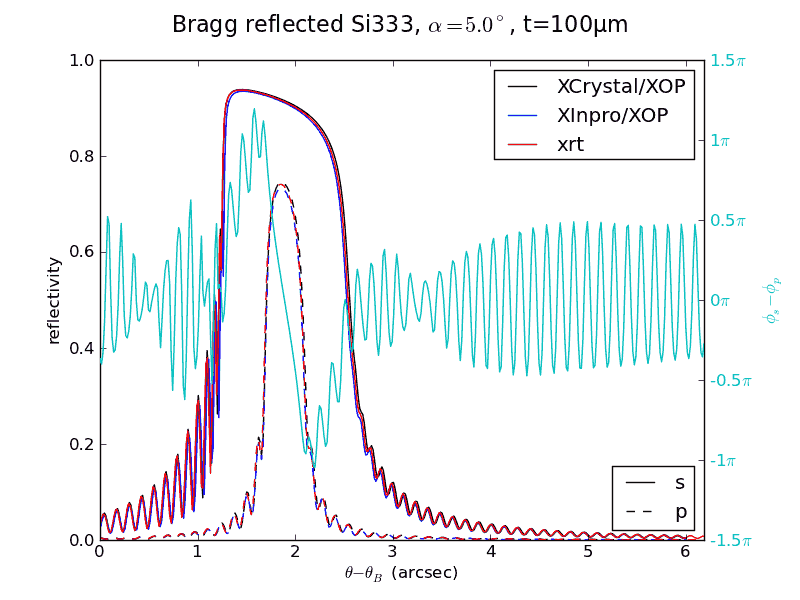 Bragg reflected Si333, α=5.0°, t=100μm
1.0
0.8
0.6
0.4
0.2
0.0
reflectivity
XCrystal/XOP
XInpro/XOP
xrt
1.5π
1π
0.5π
0π
-0.5π
-1π
-1.5π
ϕs−ϕp
s
p
0 1 2 3 4 5 6
θ−θB (arcsec)